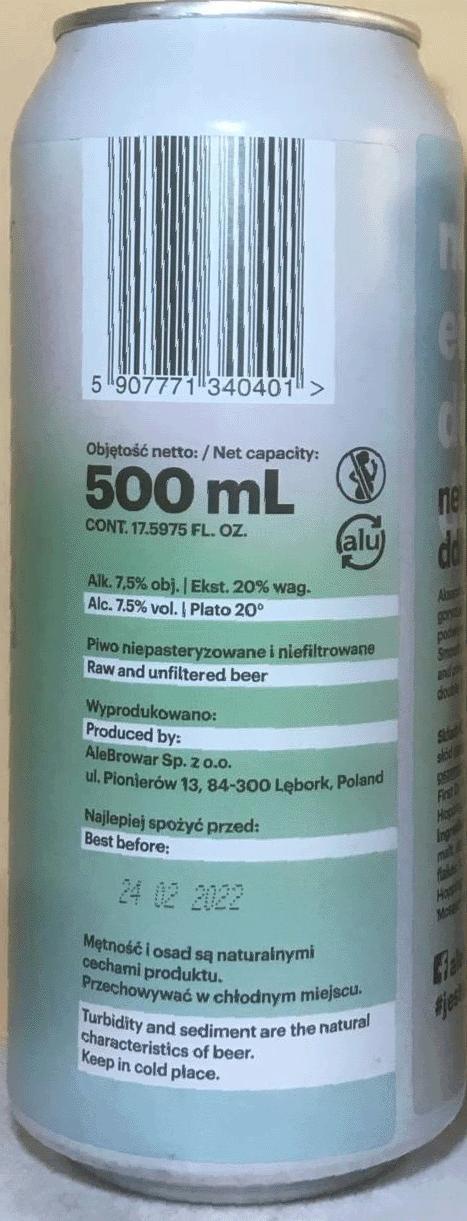 5 907771 340401 >
Objętość netto: / Net capacity:
500 mL
CONT. 17.5975 FL. OZ.
alu
Alk. 7,5% obj. | Ekst. 20% wag.
Alc. 7.5% vol. | Plato 20°
Piwo niepasteryzowane i niefiltrowane
Raw and unfiltered beer
Wyprodukowano:
Produced by:
AleBrowar Sp. z o.o.
ul. Pionierów 13, 84-300 Lębork, Poland
Najlepiej spożyć przed:
Best before:
24 02 2022
Mętność i osad są naturalnymi
cechami produktu.
Przechowywać w chłodnym miejscu.
Turbidity and sediment are the natural
characteristics of beer.
Keep in cold place.